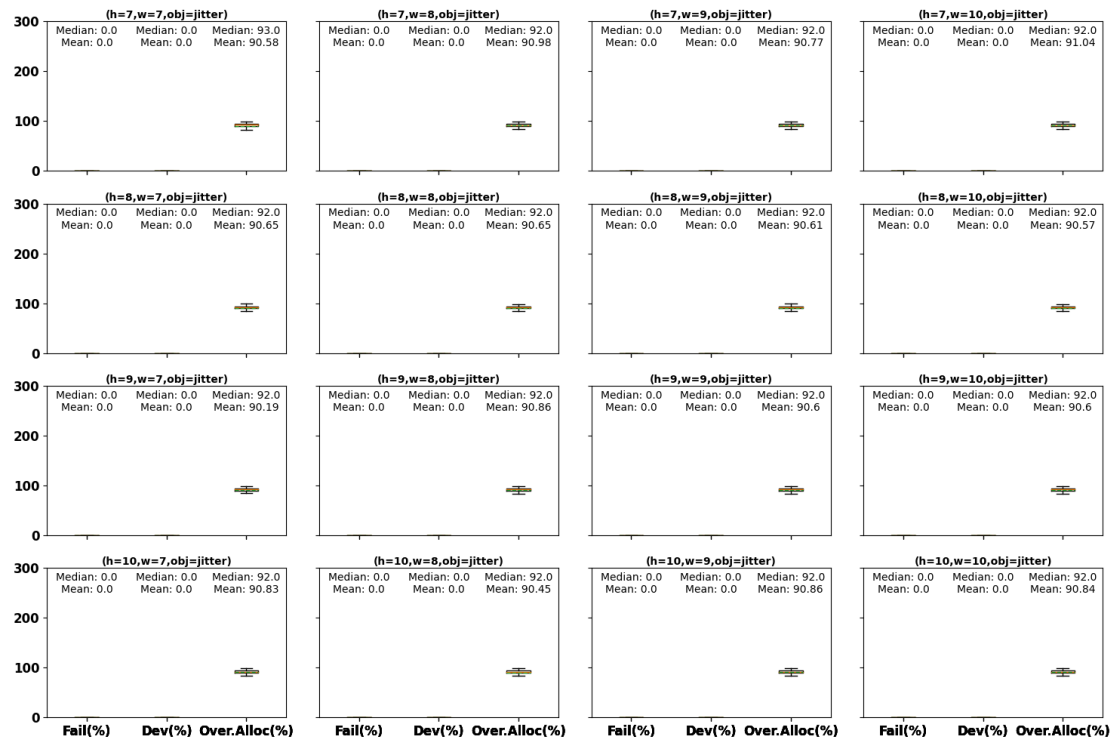 (h=7,w=7,obj=jitter) (h=7,w=8,obj=jitter) (h=7,w=9,obj=jitter) (h=7,w=10,obj=jitter)
300
Median: 0.0 Median: 0.0 Median: 93.0 Median: 0.0 Median: 0.0 Median: 92.0 Median: 0.0 Median: 0.0 Median: 92.0 Median: 0.0 Median: 0.0 Median: 92.0
Mean: 0.0 Mean: 0.0 Mean: 90.58 Mean: 0.0 Mean: 0.0 Mean: 90.98 Mean: 0.0 Mean: 0.0 Mean: 90.77 Mean: 0.0 Mean: 0.0 Mean: 91.04
200
100
0
(h=8,w=7,obj=jitter) (h=8,w=8,obj=jitter) (h=8,w=9,obj=jitter) (h=8,w=10,obj=jitter)
300
Median: 0.0 Median: 0.0 Median: 92.0 Median: 0.0 Median: 0.0 Median: 92.0 Median: 0.0 Median: 0.0 Median: 92.0 Median: 0.0 Median: 0.0 Median: 92.0
Mean: 0.0 Mean: 0.0 Mean: 90.65 Mean: 0.0 Mean: 0.0 Mean: 90.65 Mean: 0.0 Mean: 0.0 Mean: 90.61 Mean: 0.0 Mean: 0.0 Mean: 90.57
200
100
0
(h=9,w=7,obj=jitter) (h=9,w=8,obj=jitter) (h=9,w=9,obj=jitter) (h=9,w=10,obj=jitter)
300
Median: 0.0 Median: 0.0 Median: 92.0 Median: 0.0 Median: 0.0 Median: 92.0 Median: 0.0 Median: 0.0 Median: 92.0 Median: 0.0 Median: 0.0 Median: 92.0
Mean: 0.0 Mean: 0.0 Mean: 90.19 Mean: 0.0 Mean: 0.0 Mean: 90.86 Mean: 0.0 Mean: 0.0 Mean: 90.6 Mean: 0.0 Mean: 0.0 Mean: 90.6
200
100
0
(h=10,w=7,obj=jitter) (h=10,w=8,obj=jitter) (h=10,w=9,obj=jitter) (h=10,w=10,obj=jitter)
300
Median: 0.0 Median: 0.0 Median: 92.0 Median: 0.0 Median: 0.0 Median: 92.0 Median: 0.0 Median: 0.0 Median: 92.0 Median: 0.0 Median: 0.0 Median: 92.0
Mean: 0.0 Mean: 0.0 Mean: 90.83 Mean: 0.0 Mean: 0.0 Mean: 90.45 Mean: 0.0 Mean: 0.0 Mean: 90.86 Mean: 0.0 Mean: 0.0 Mean: 90.84
200
100
0
Fail(%) Dev(%) Over.Alloc(%) Fail(%) Dev(%) Over.Alloc(%) Fail(%) Dev(%) Over.Alloc(%) Fail(%) Dev(%) Over.Alloc(%)